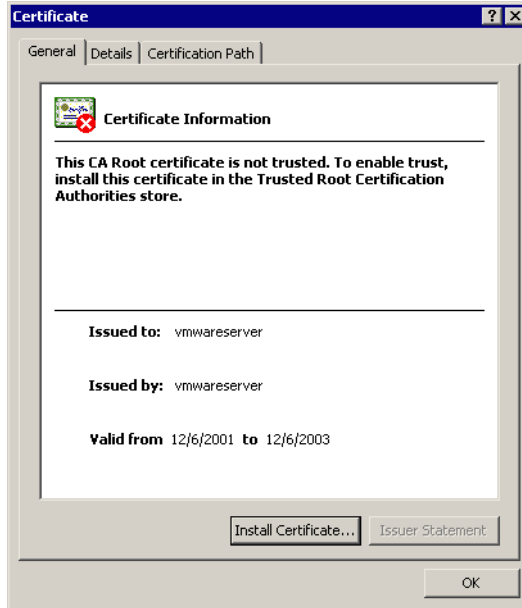 Certificate
General Details Certification Path
Certificate Information
This CA Root certificate is not trusted. To enable trust,
install this certificate in the Trusted Root Certification
Authorities store.
Issued to: vmwareserver
Issued by: vmwareserver
Valid from 12/6/2001 to 12/6/2003
Install Certificate... Issuer Statement
OK